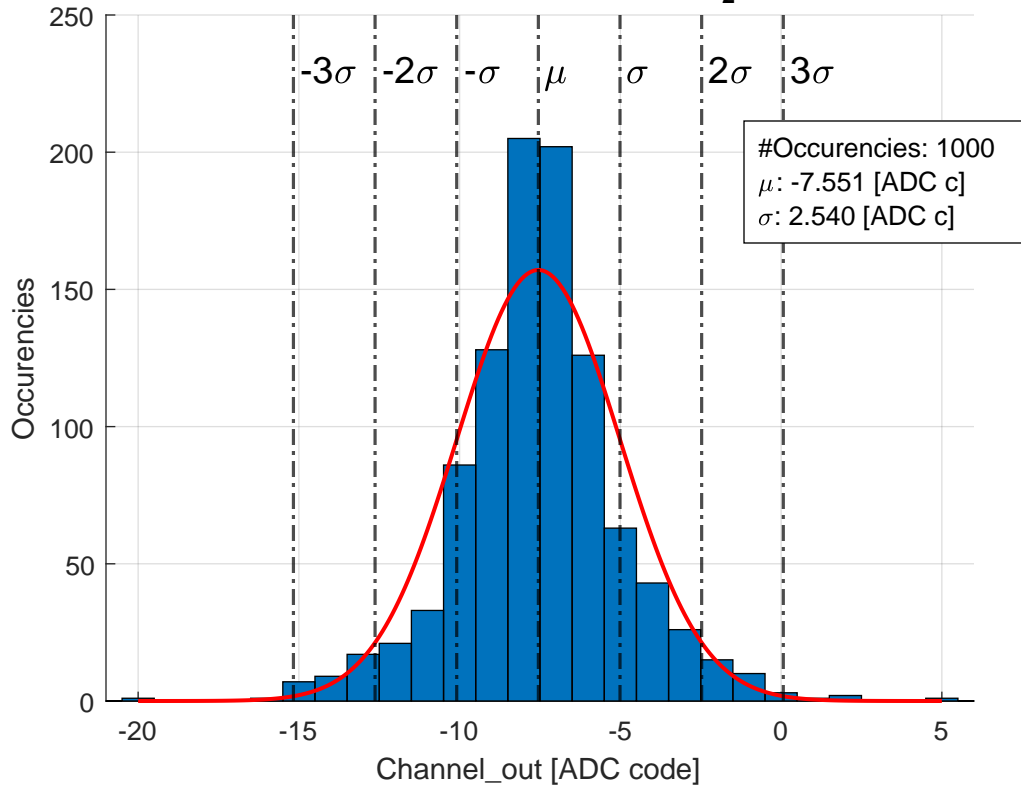 2
250
200
150
100
50
0
-3σ
-2σ
-σ
μ
σ
2σ
3σ
#Occurencies: 1000
μ: -7.551 [ADC c]
σ: 2.540 [ADC c]
Occurencies
-20
-15
-10
-5
0
5
Channel_out [ADC code]